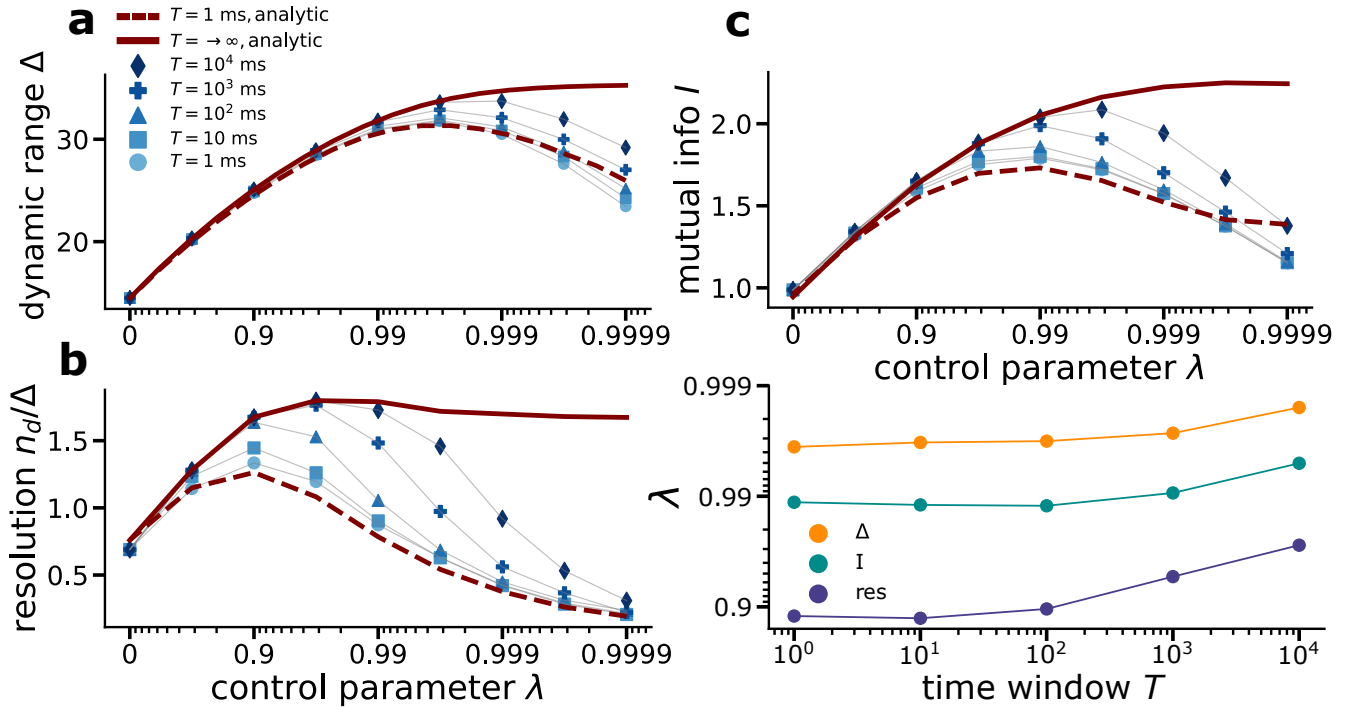 a
T = 1 ms, analytic
T = → ∞, analytic
T = 10⁴ ms
T = 10³ ms
T = 10² ms
T = 10 ms
T = 1 ms
dynamic range Δ
30
20
0 0.9 0.99 0.999 0.9999
b
resolution n_d/Δ
1.5
1.0
0.5
0 0.9 0.99 0.999 0.9999
control parameter λ
c
mutual info I
2.0
1.5
1.0
0 0.9 0.99 0.999 0.9999
control parameter λ
λ
0.999
0.99
0.9
Δ
I
res
10⁰ 10¹ 10² 10³ 10⁴
time window T